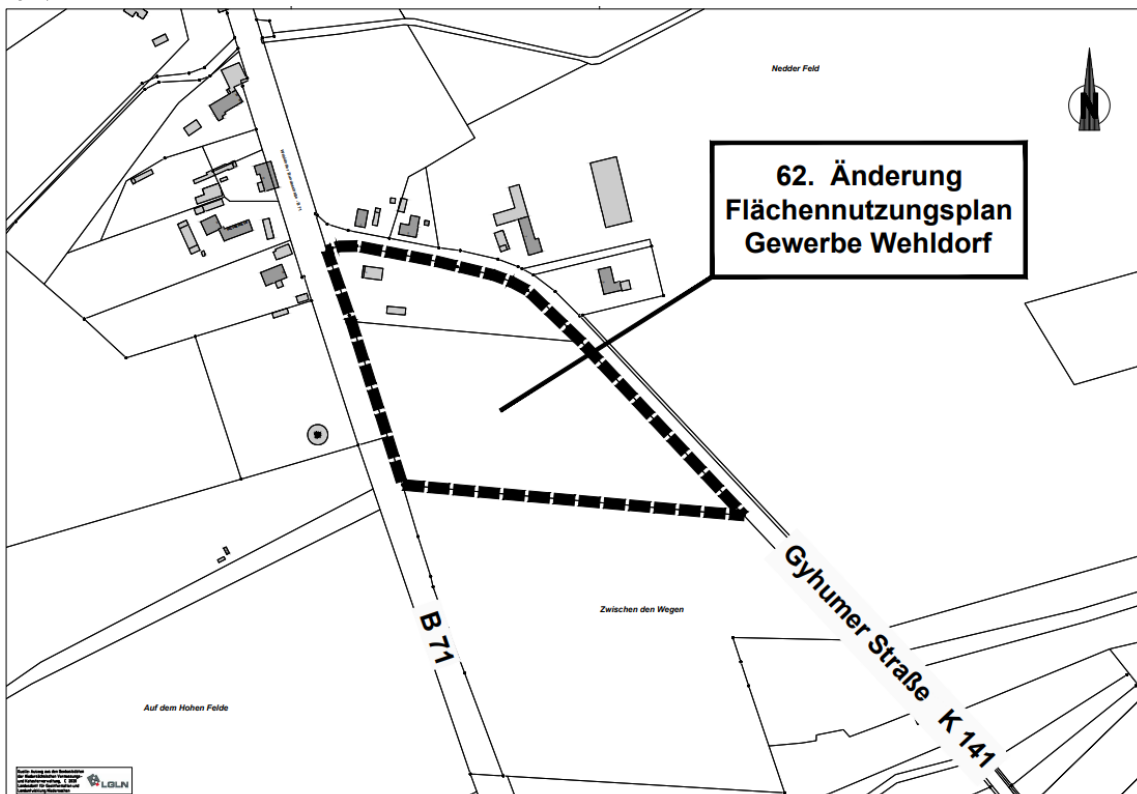 Nedder Feld
N
62. Änderung
Flächennutzungsplan
Gewerbe Wehldorf
Zwischen den Wegen
Gyhumer Straße K 141
B 71
Auf dem Hohen Felde
LGLN